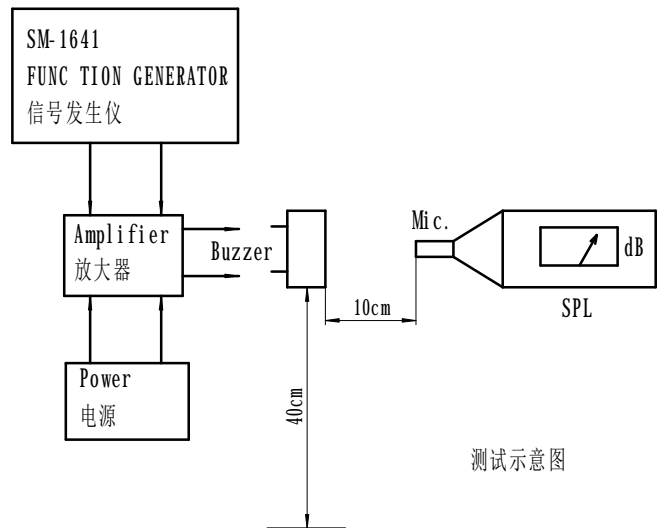 SM-1641
FUNC TION GENERATOR
信号发生仪
Amplifier
放大器
Buzzer
Mic.
dB
SPL
10cm
40cm
Power
电源
测试示意图